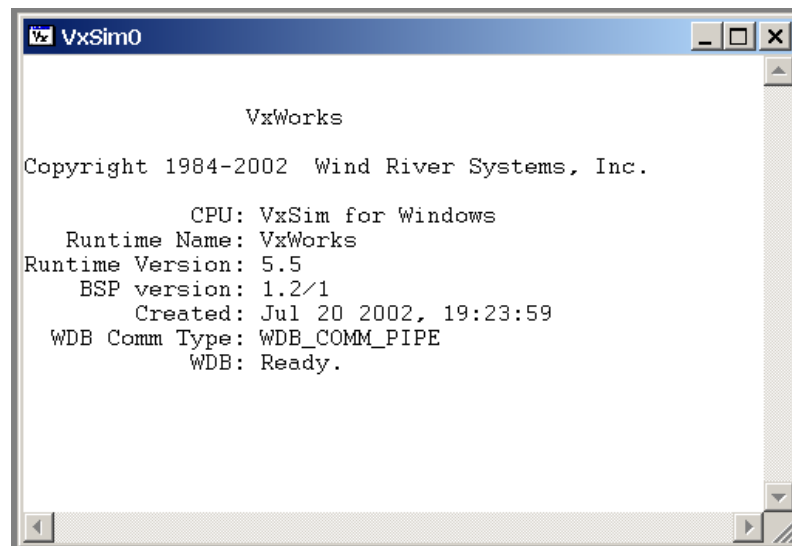 VxSim0
VxWorks
Copyright 1984-2002  Wind River Systems, Inc.
CPU: VxSim for Windows
Runtime Name: VxWorks
Runtime Version: 5.5
BSP version: 1.2/1
Created: Jul 20 2002, 19:23:59
WDB Comm Type: WDB_COMM_PIPE
WDB: Ready.